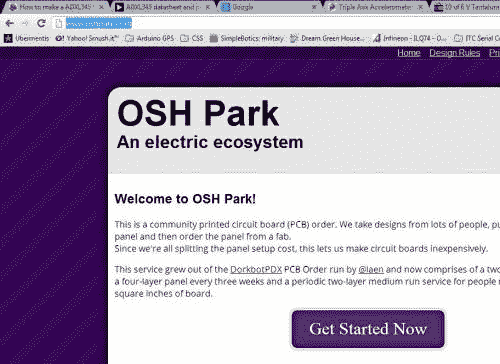 How to make a ADXL345
ADXL345 datasheet and p
Google
Triple Axis Accelerometer
10 of 6 V Tantalum
Ubermentis
Yahoo! Smush.it™
Arduino GPS
CSS
SimpleBotics: military
Dream Green House
Infineon - ILQ74 - O
ITC Serial C
Home Design Rules Pri
OSH Park
An electric ecosystem
Welcome to OSH Park!
This is a community printed circuit board (PCB) order. We take designs from lots of people, pu
panel and then order the panel from a fab.
Since we're all splitting the panel setup cost, this lets us make circuit boards inexpensively.
This service grew out of the DorkbotPDX PCB Order run by @laen and now comprises of a two
a four-layer panel every three weeks and a periodic two-layer medium run service for people n
square inches of board.
Get Started Now